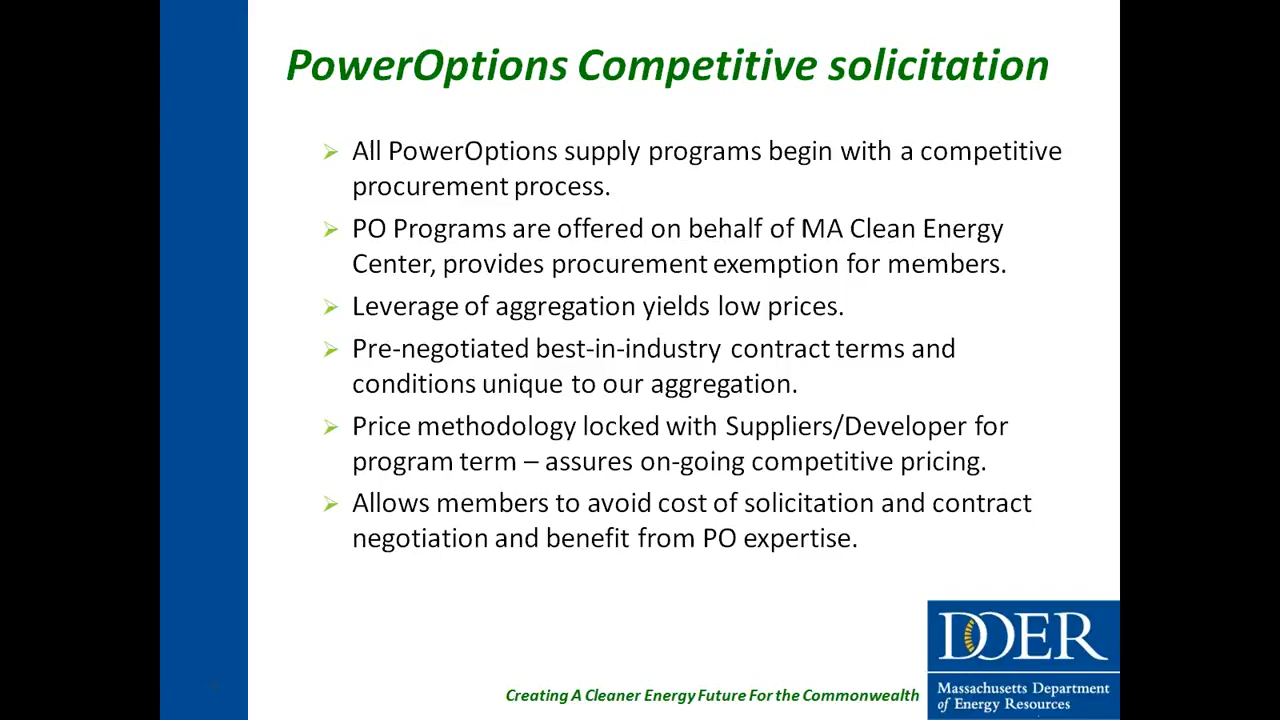 PowerOptions Competitive solicitation
All PowerOptions supply programs begin with a competitive
procurement process.
PO Programs are offered on behalf of MA Clean Energy
Center, provides procurement exemption for members.
Leverage of aggregation yields low prices.
Pre-negotiated best-in-industry contract terms and
conditions unique to our aggregation.
Price methodology locked with Suppliers/Developer for
program term – assures on-going competitive pricing.
Allows members to avoid cost of solicitation and contract
negotiation and benefit from PO expertise.
DOER
Massachusetts Department
of Energy Resources
Creating A Cleaner Energy Future For the Commonwealth